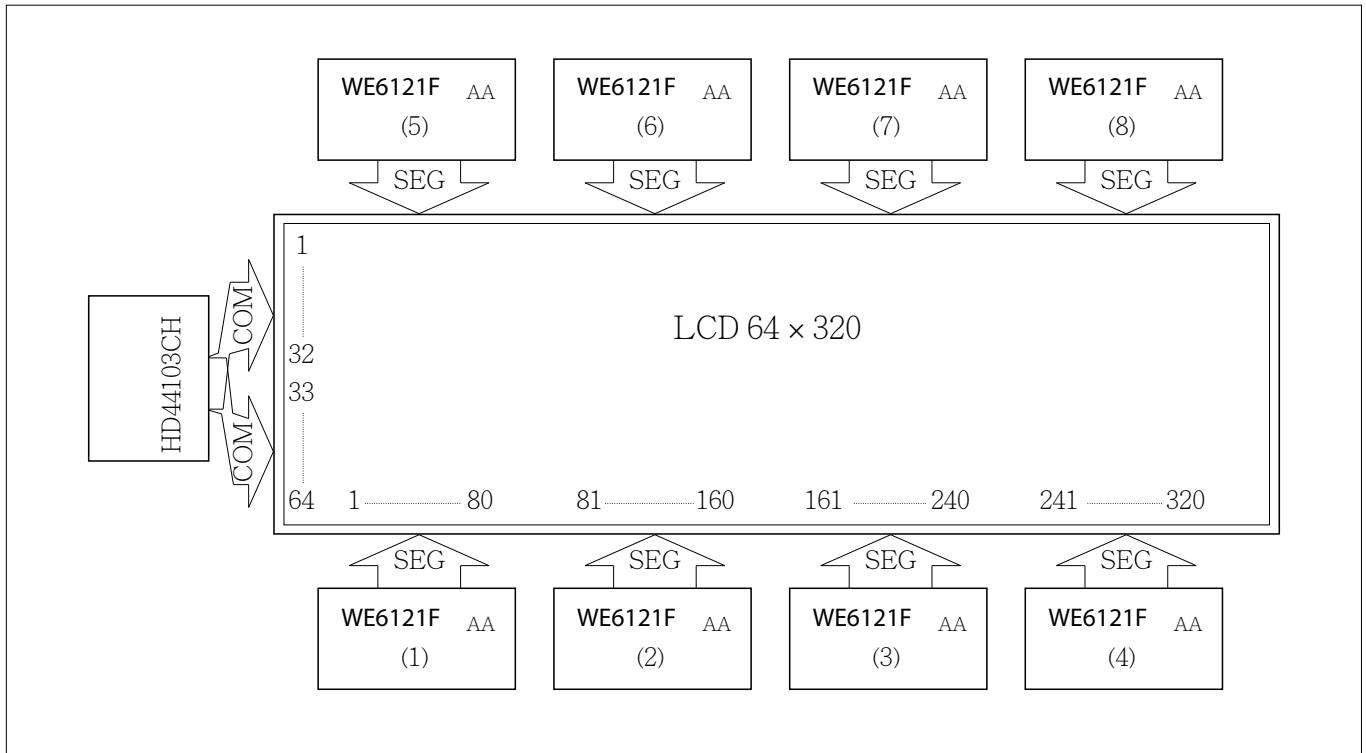 WE6121F AA
(5)
WE6121F AA
(6)
WE6121F AA
(7)
WE6121F AA
(8)
SEG SEG SEG SEG
HD44103CH
COM
COM
1
32
33
64
LCD 64 × 320
1 80 81 160 161 240 241 320
SEG SEG SEG SEG
WE6121F AA
(1)
WE6121F AA
(2)
WE6121F AA
(3)
WE6121F AA
(4)